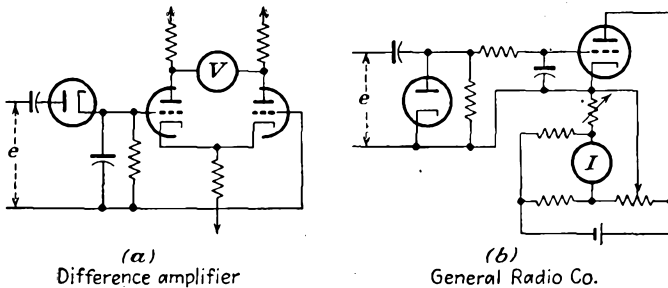 V
e
(a)
Difference amplifier
e
I
(b)
General Radio Co.